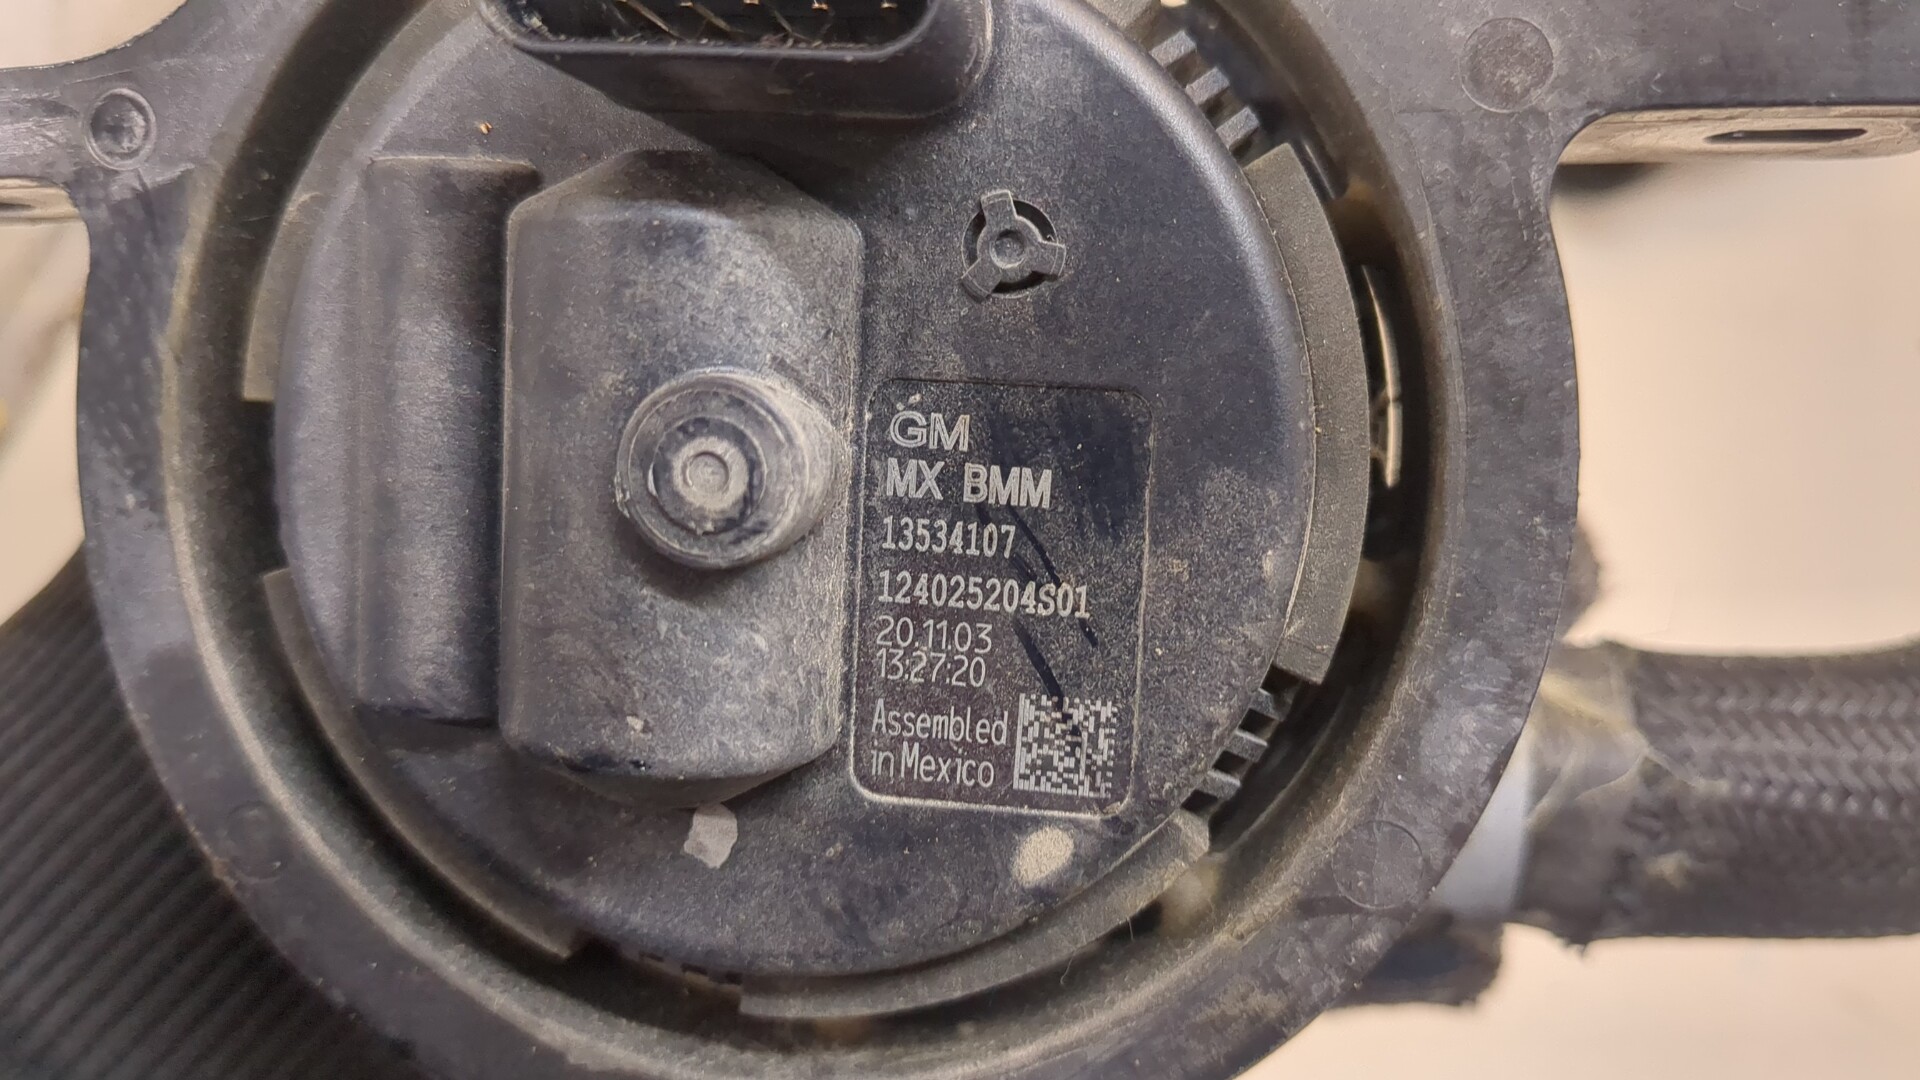 GM
MX BMM
13534107
124025204S01
20.11.03
13:27:20
Assembled
in Mexico